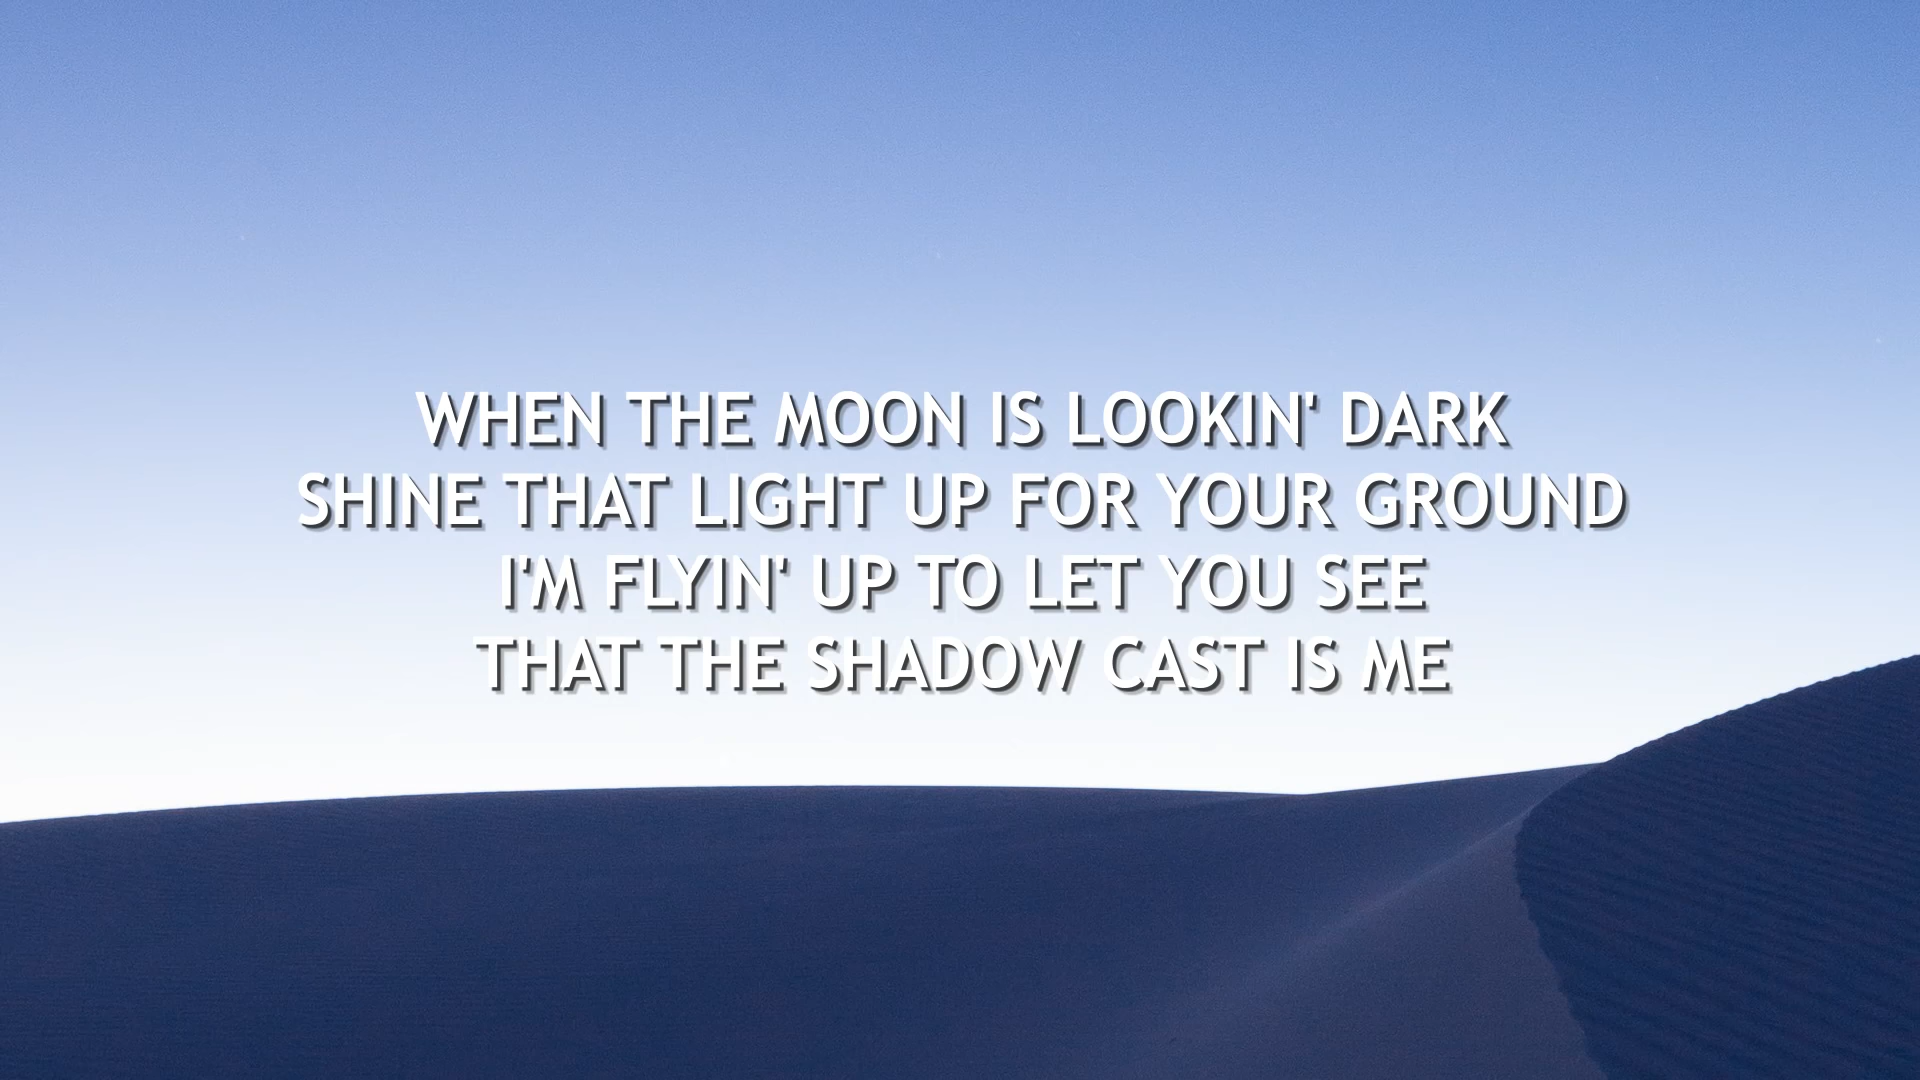 WHEN THE MOON IS LOOKIN' DARK
SHINE THAT LIGHT UP FOR YOUR GROUND
I'M FLYIN' UP TO LET YOU SEE
THAT THE SHADOW CAST IS ME